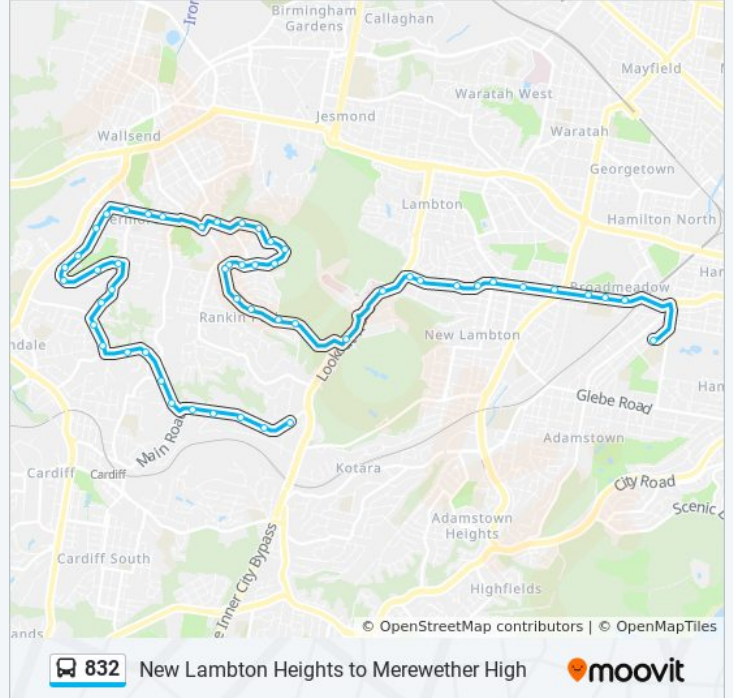 Birmingham
Gardens
Callaghan
Iron
Mayfield
Waratah West
Jesmond
Wallsend
Waratah
Georgetown
Lambton
Hamilton North
Broadmeadow
Rankin
New Lambton
Glebe Road
Adamstown
Main Road
Cardiff
Cardiff
Kotara
City Road
Scenic
Adamstown
Heights
Cardiff South
Inner City Bypass
Highfields
© OpenStreetMap contributors | © OpenMapTiles
832 New Lambton Heights to Merewether High
moovit